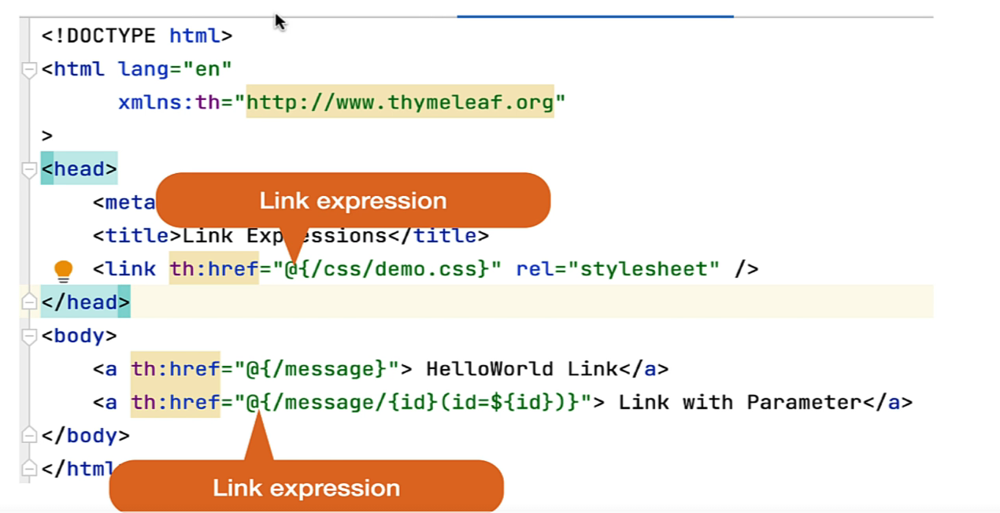 <!DOCTYPE html>
<html lang="en"
xmlns:th="http://www.thymeleaf.org"
>
<head>
Link expression
<meta
<title>Link Expressions</title>
<link th:href="@{/css/demo.css}" rel="stylesheet" />
</head>
<body>
<a th:href="@{/message}"> HelloWorld Link</a>
<a th:href="@{/message/{id}(id=${id})}"> Link with Parameter</a>
</body>
</html
Link expression